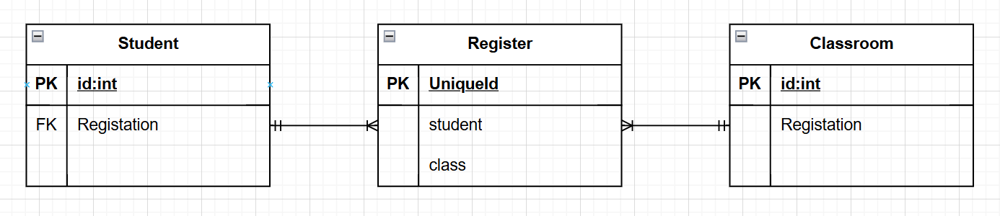 Student
PK id:int
FK Registation
Register
PK UniqueId
student
class
Classroom
PK id:int
Registation